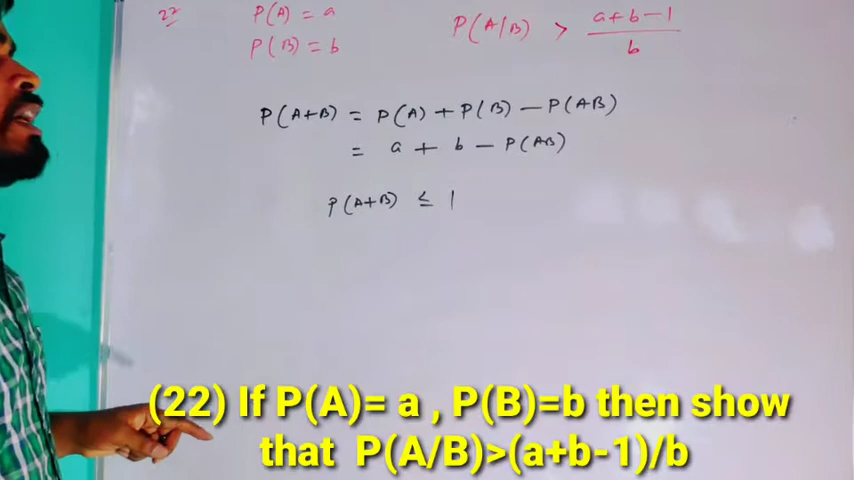 22 P(A) = a
P(B) = b
P(A/B) > (a+b-1)/b
P(A+B) = P(A) + P(B) - P(AB)
= a + b - P(AB)
P(A+B) ≤ 1
(22) If P(A)= a , P(B)=b then show
that P(A/B)>(a+b-1)/b